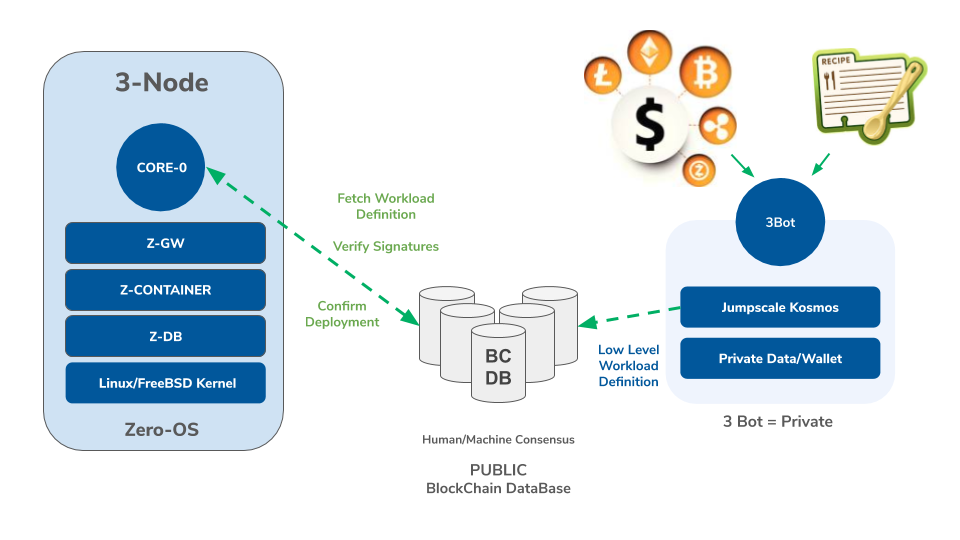 3-Node
CORE-0
Z-GW
Z-CONTAINER
Z-DB
Linux/FreeBSD Kernel
Zero-OS
Fetch Workload
Definition
Verify Signatures
Confirm
Deployment
BC
DB
Human/Machine Consensus
PUBLIC
BlockChain DataBase
Low Level
Workload
Definition
$
RECIPE
3Bot
Jumpscale Kosmos
Private Data/Wallet
3 Bot = Private